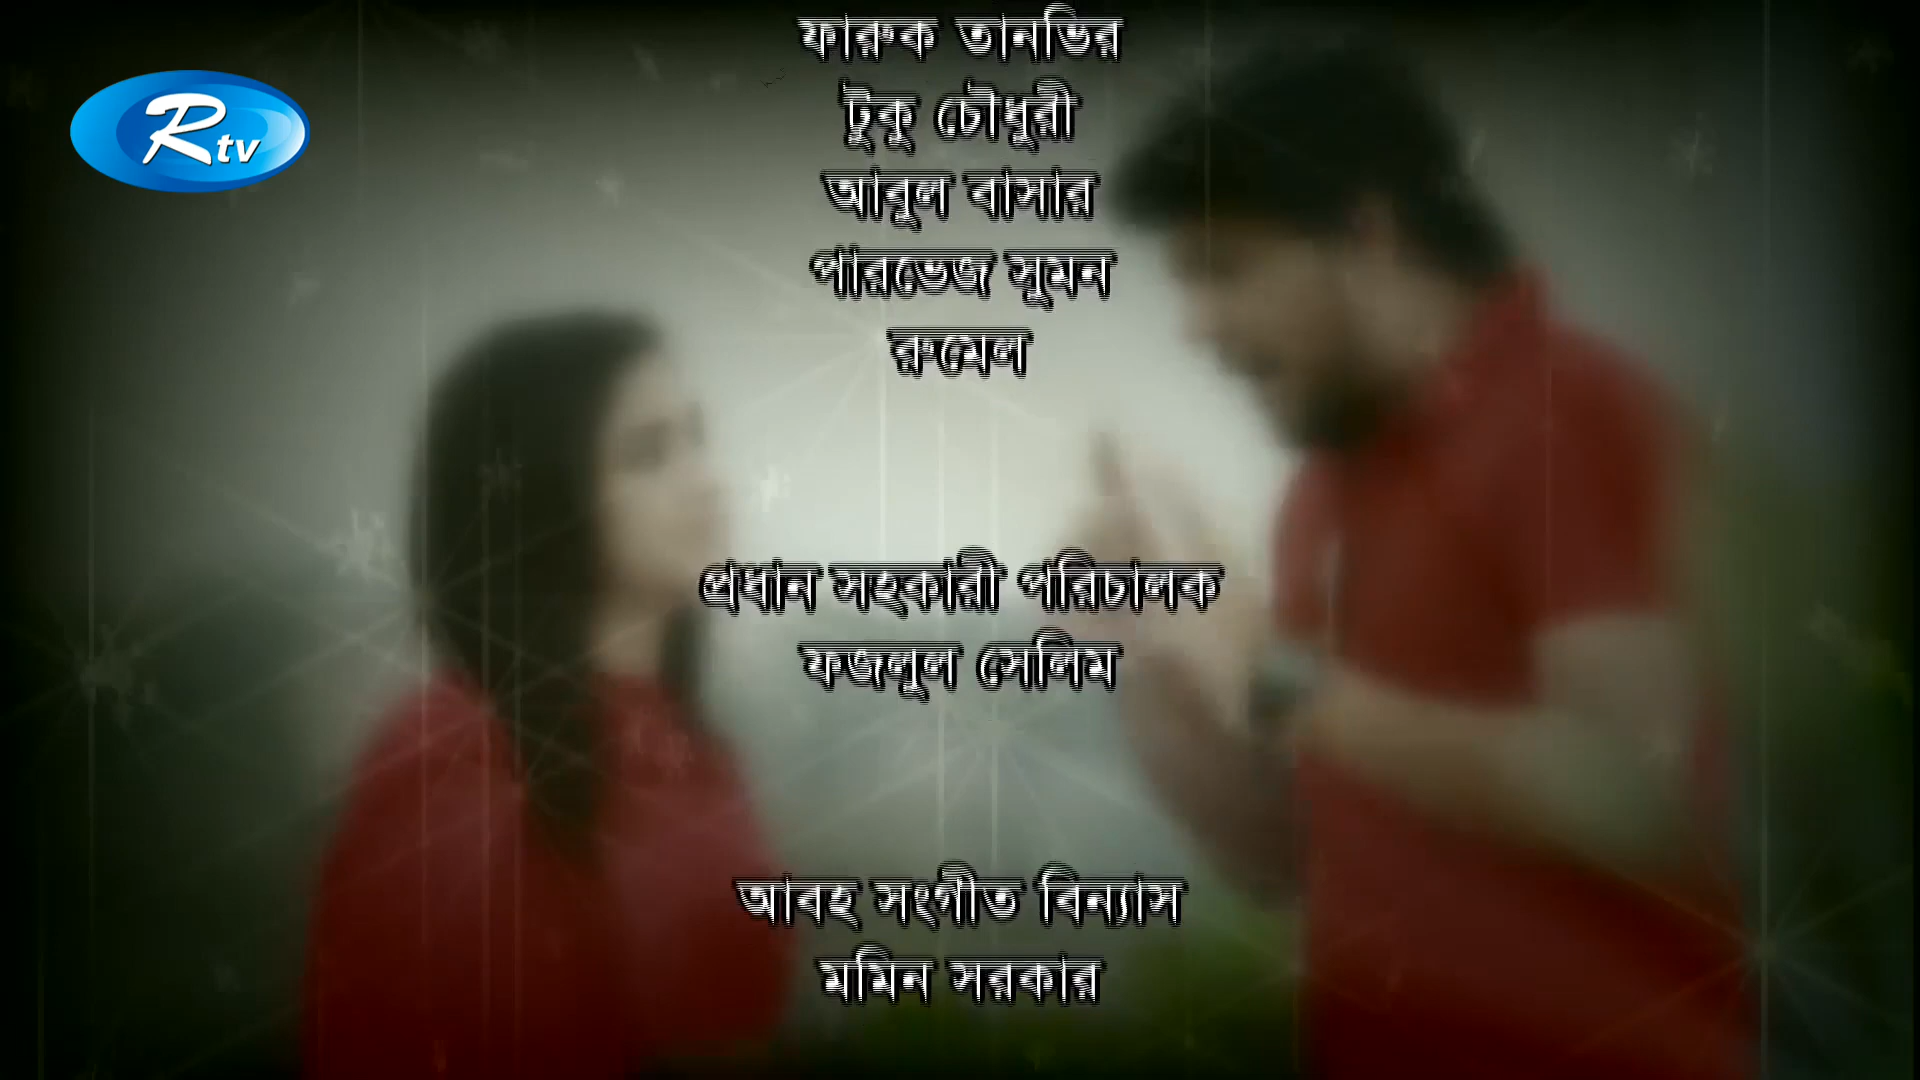 Rtv
ফারুক তানভির
টুকু চৌধুরী
আবুল বাসার
পারভেজ সুমন
রুমেল
প্রধান সহকারী পরিচালক
ফজলুল সেলিম
আবহ সংগীত বিন্যাস
মমিন সরকার